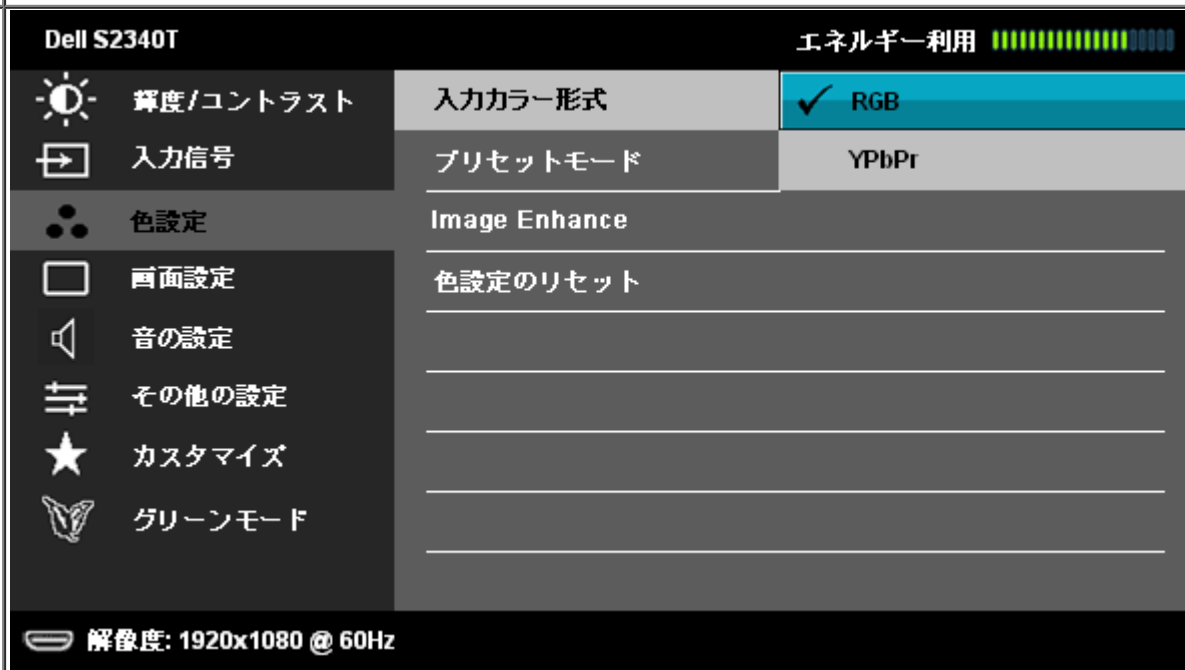 Dell S2340T エネルギー利用
輝度/コントラスト 入力カラー形式 RGB
入力信号 プリセットモード YPbPr
色設定 Image Enhance
画面設定 色設定のリセット
音の設定
その他の設定
カスタマイズ
グリーンモード
解像度: 1920x1080 @ 60Hz